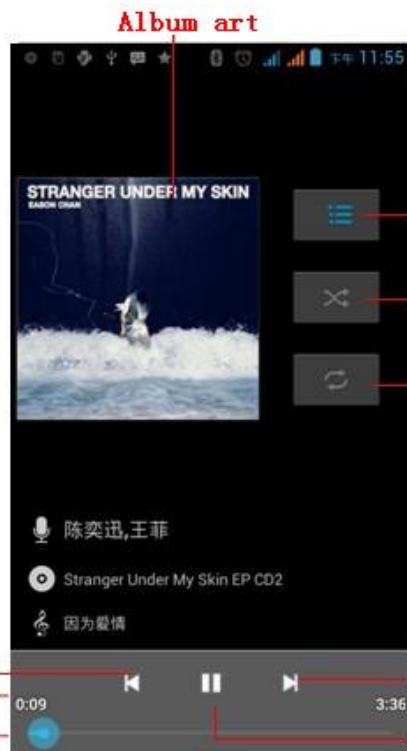 Album art
下午 11:55
STRANGER UNDER MY SKIN
EASON CHAN
陈奕迅,王菲
Stranger Under My Skin EP CD2
因为爱情
0:09
3:36